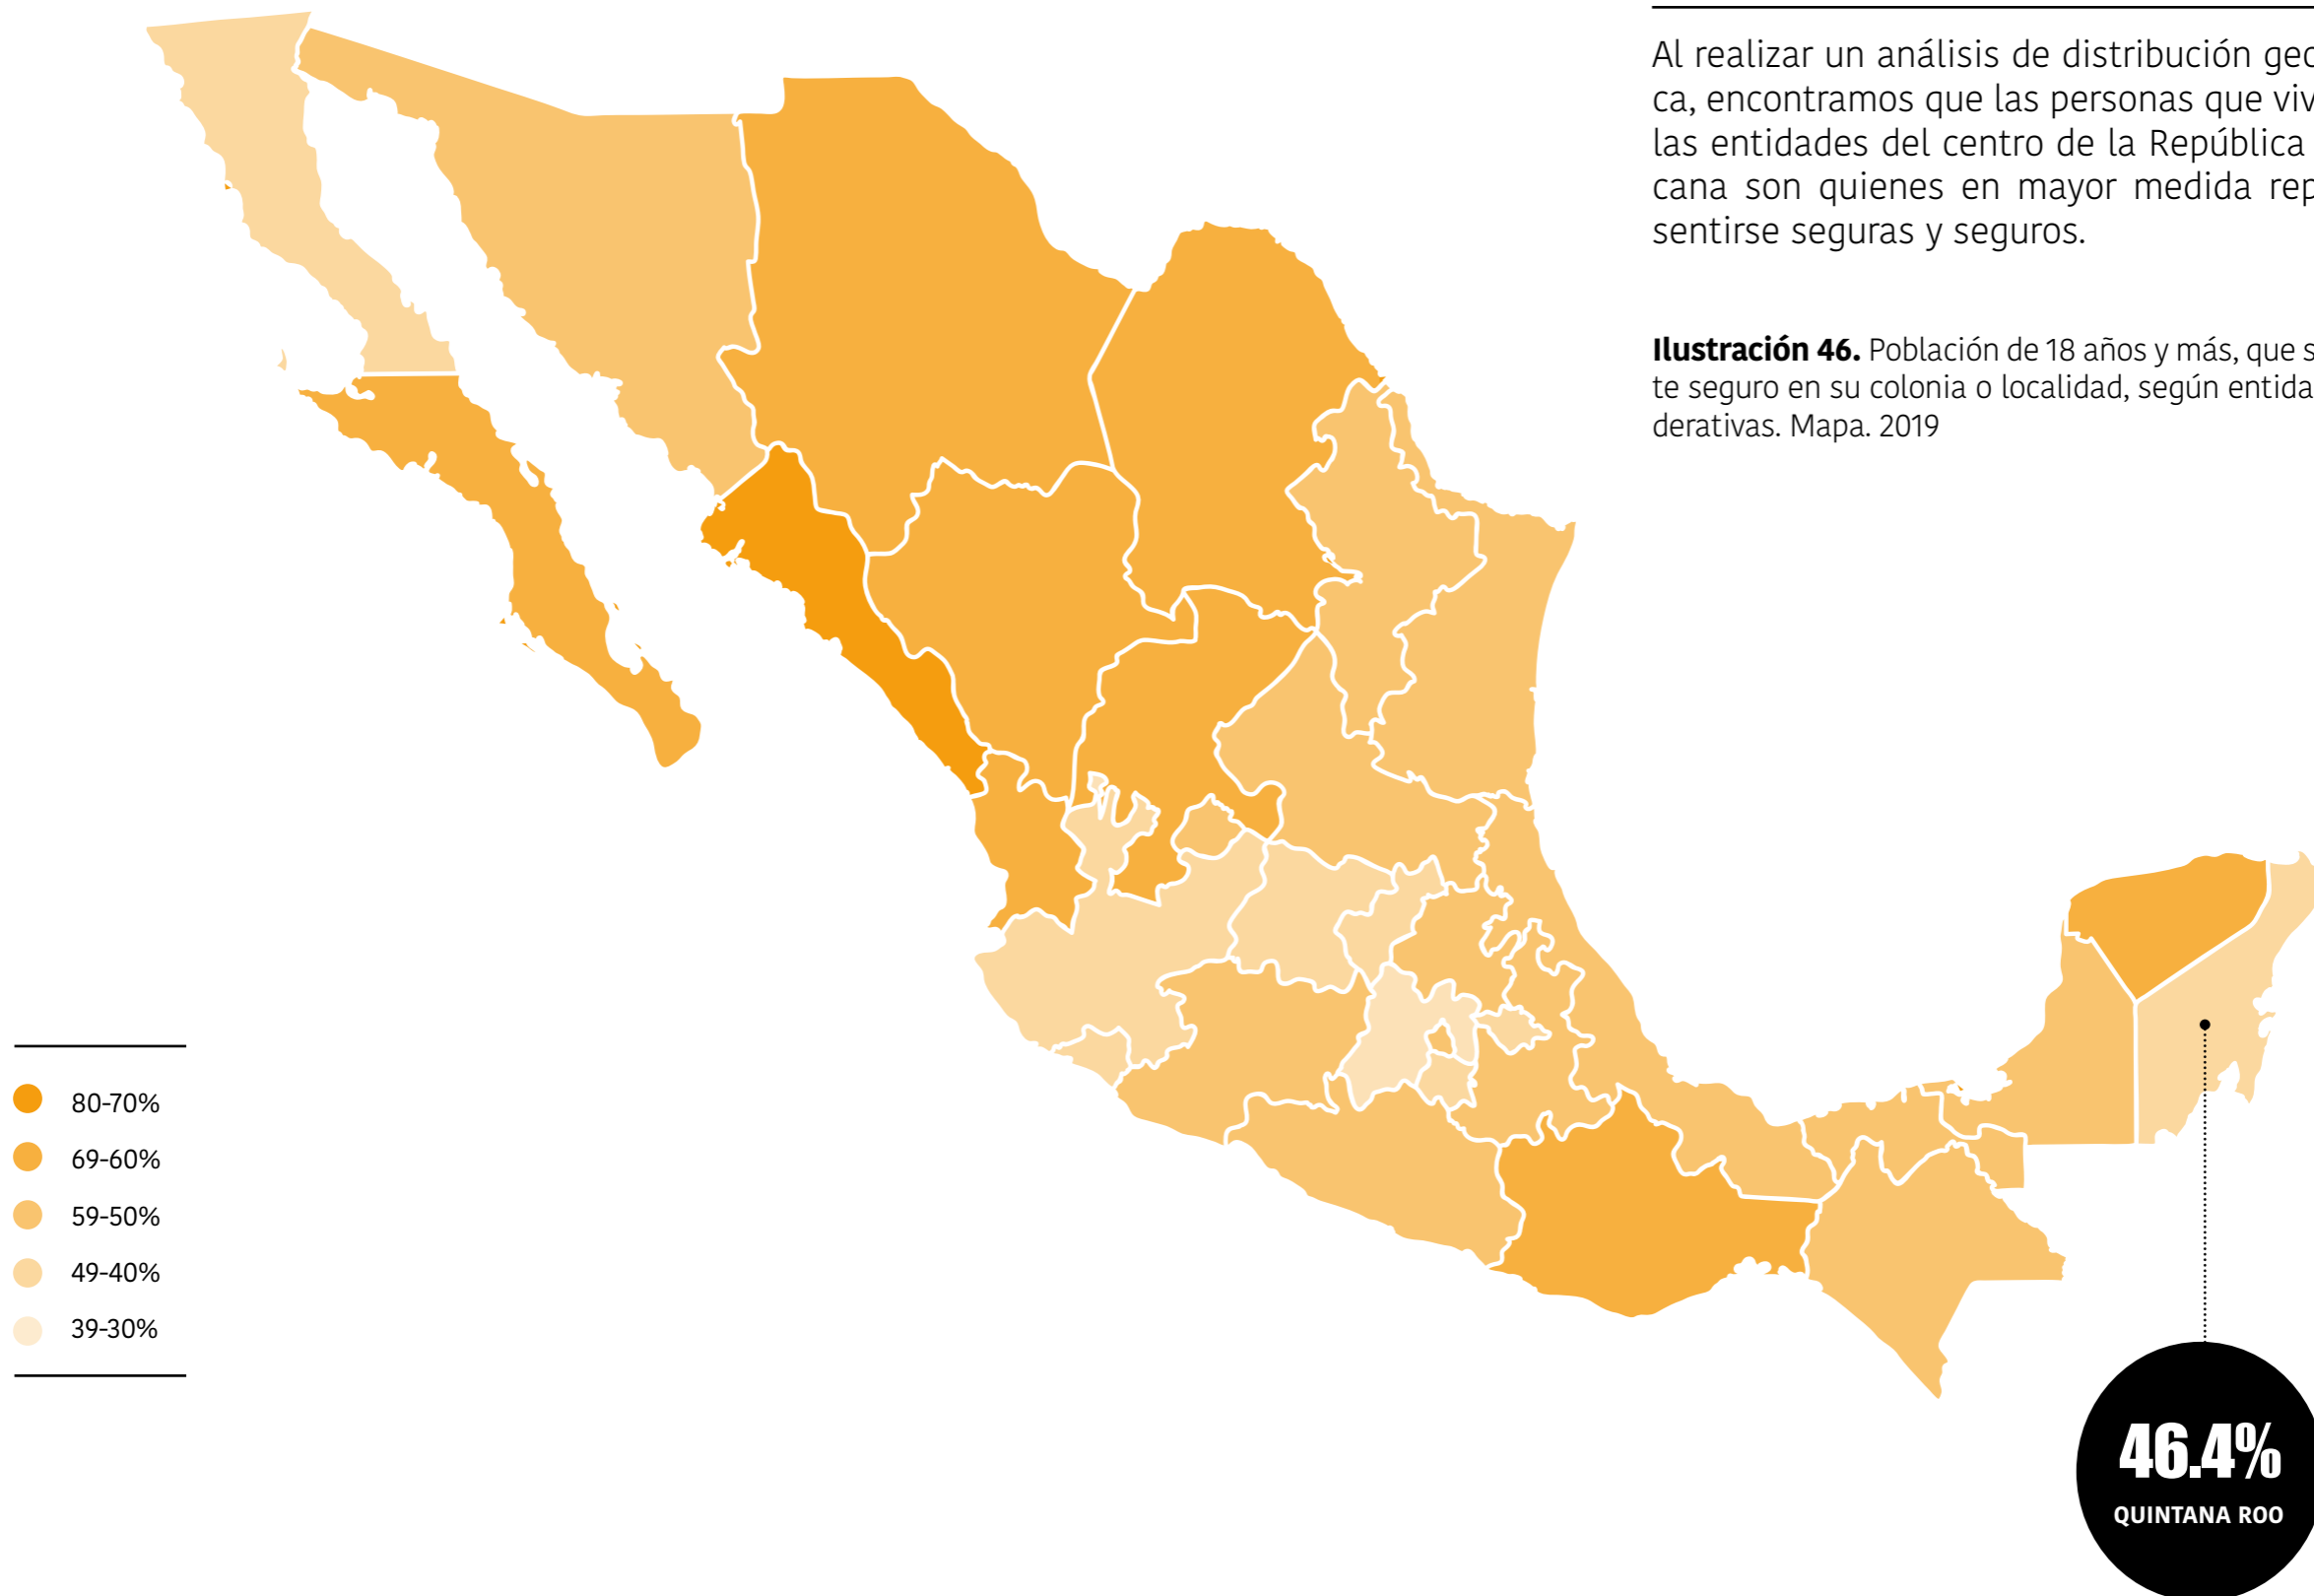 Al realizar un análisis de distribución geo
ca, encontramos que las personas que viv
las entidades del centro de la República
cana son quienes en mayor medida rep
sentirse seguras y seguros.
Ilustración 46. Población de 18 años y más, que s
te seguro en su colonia o localidad, según entida
derativas. Mapa. 2019
80-70%
69-60%
59-50%
49-40%
39-30%
46.4%
QUINTANA ROO